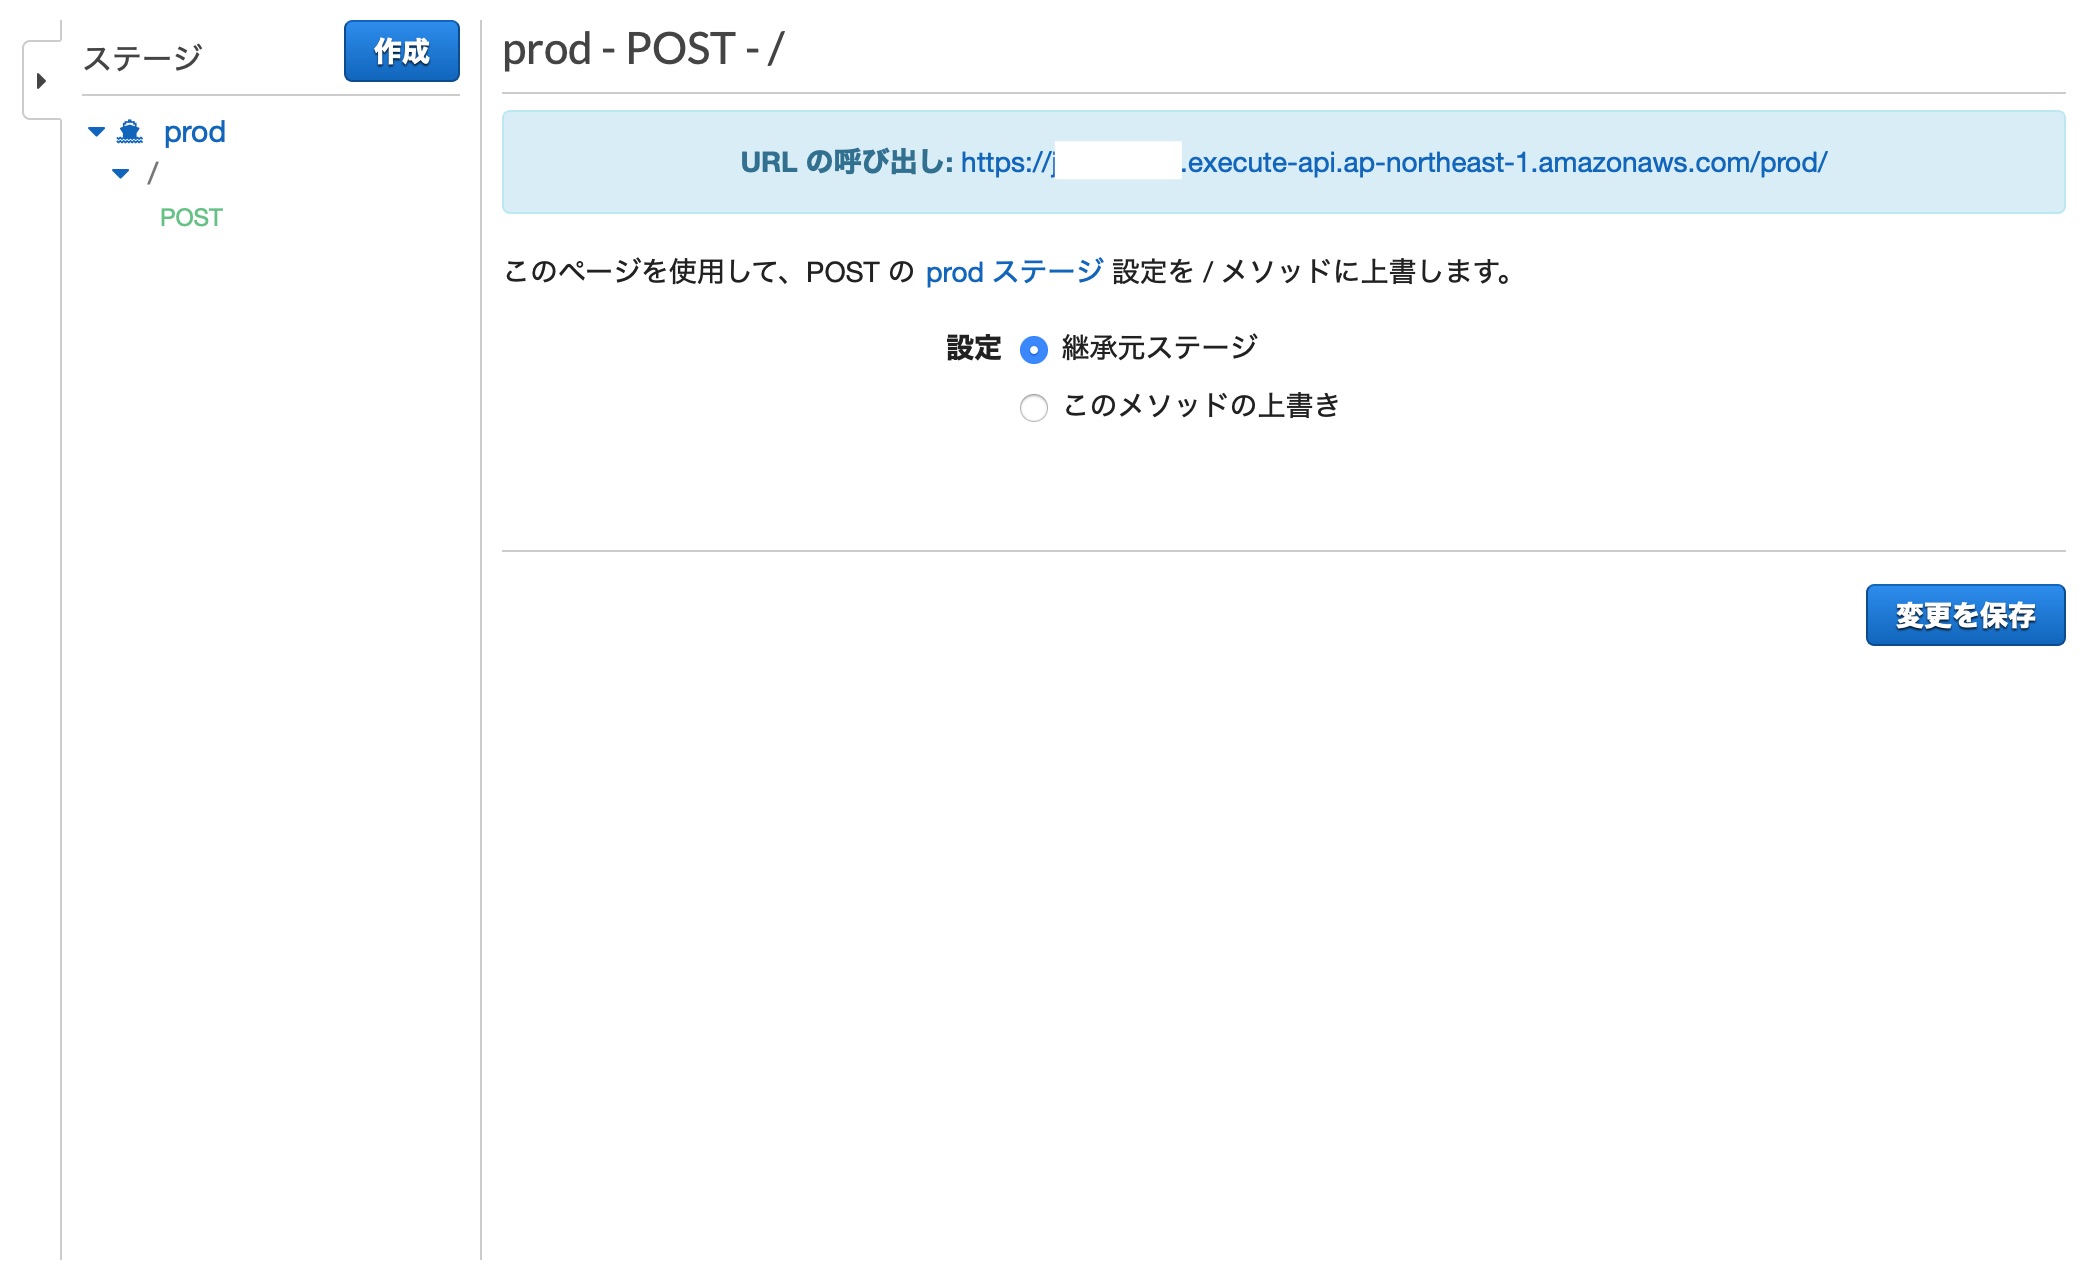 ステージ
作成
prod
/
POST
prod - POST - /
URL の呼び出し: https://j .execute-api.ap-northeast-1.amazonaws.com/prod/
このページを使用して、POST の prod ステージ 設定を / メソッドに上書します。
設定 継承元ステージ
このメソッドの上書き
変更を保存